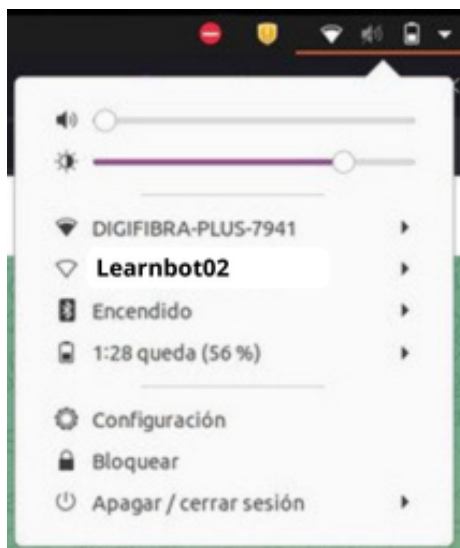 DIGIFIBRA-PLUS-7941
Learnbot02
Encendido
1:28 queda (56 %)
Configuración
Bloquear
Apagar / cerrar sesión